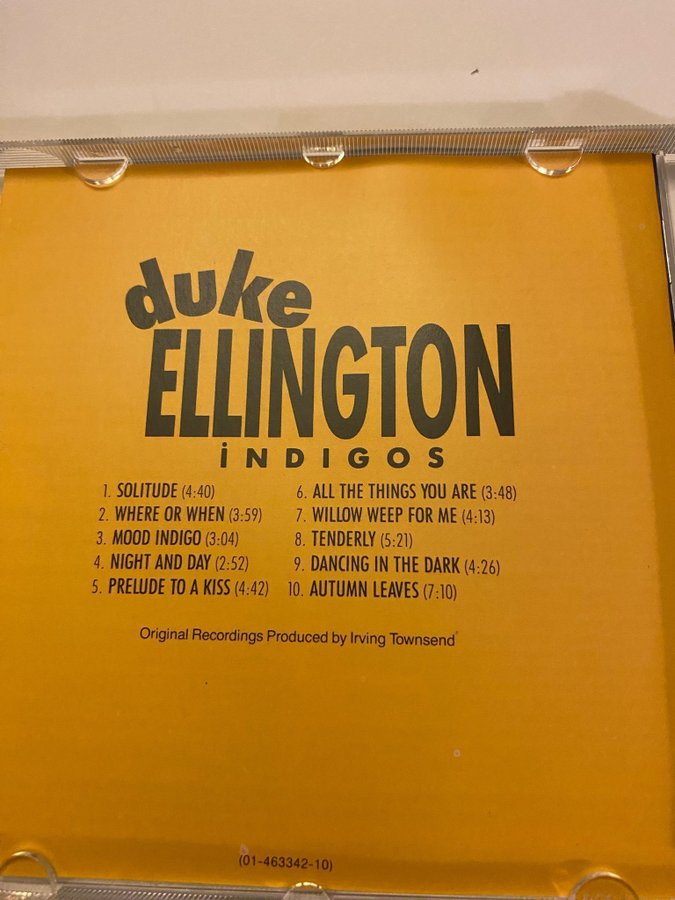 duke
ELLINGTON
iNDIGOS
1. SOLITUDE (4:40)
2. WHERE OR WHEN (3:59)
3. MOOD INDIGO (3:04)
4. NIGHT AND DAY (2:52)
5. PRELUDE TO A KISS (4:42)
6. ALL THE THINGS YOU ARE (3:48)
7. WILLOW WEEP FOR ME (4:13)
8. TENDERLY (5:21)
9. DANCING IN THE DARK (4:26)
10. AUTUMN LEAVES (7:10)
Original Recordings Produced by Irving Townsend
(01-463342-10)